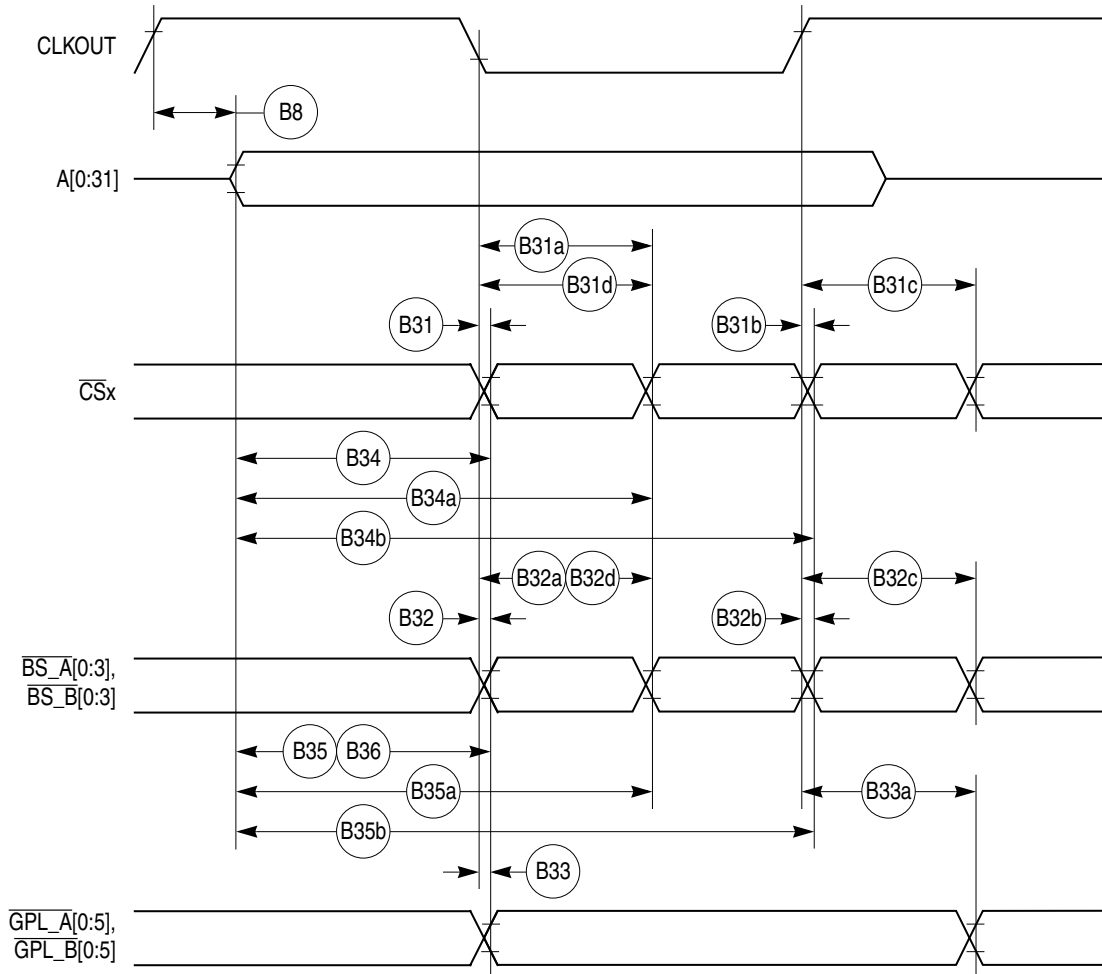 CLKOUT
B8
A[0:31]
B31a
B31d
B31c
B31
B31b
CSx
B34
B34a
B34b
B32a
B32d
B32c
B32
B32b
BS_A[0:3],
BS_B[0:3]
B35
B36
B35a
B33a
B35b
B33
GPL_A[0:5],
GPL_B[0:5]